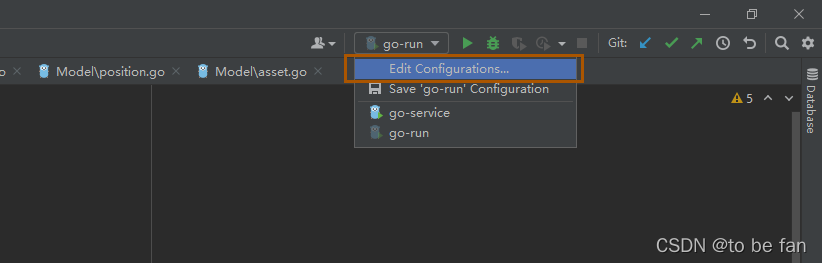 go-run
Git:
o
Model\position.go
Model\asset.go
Edit Configurations...
Save 'go-run' Configuration
go-service
go-run
5
Database
CSDN @to be fan